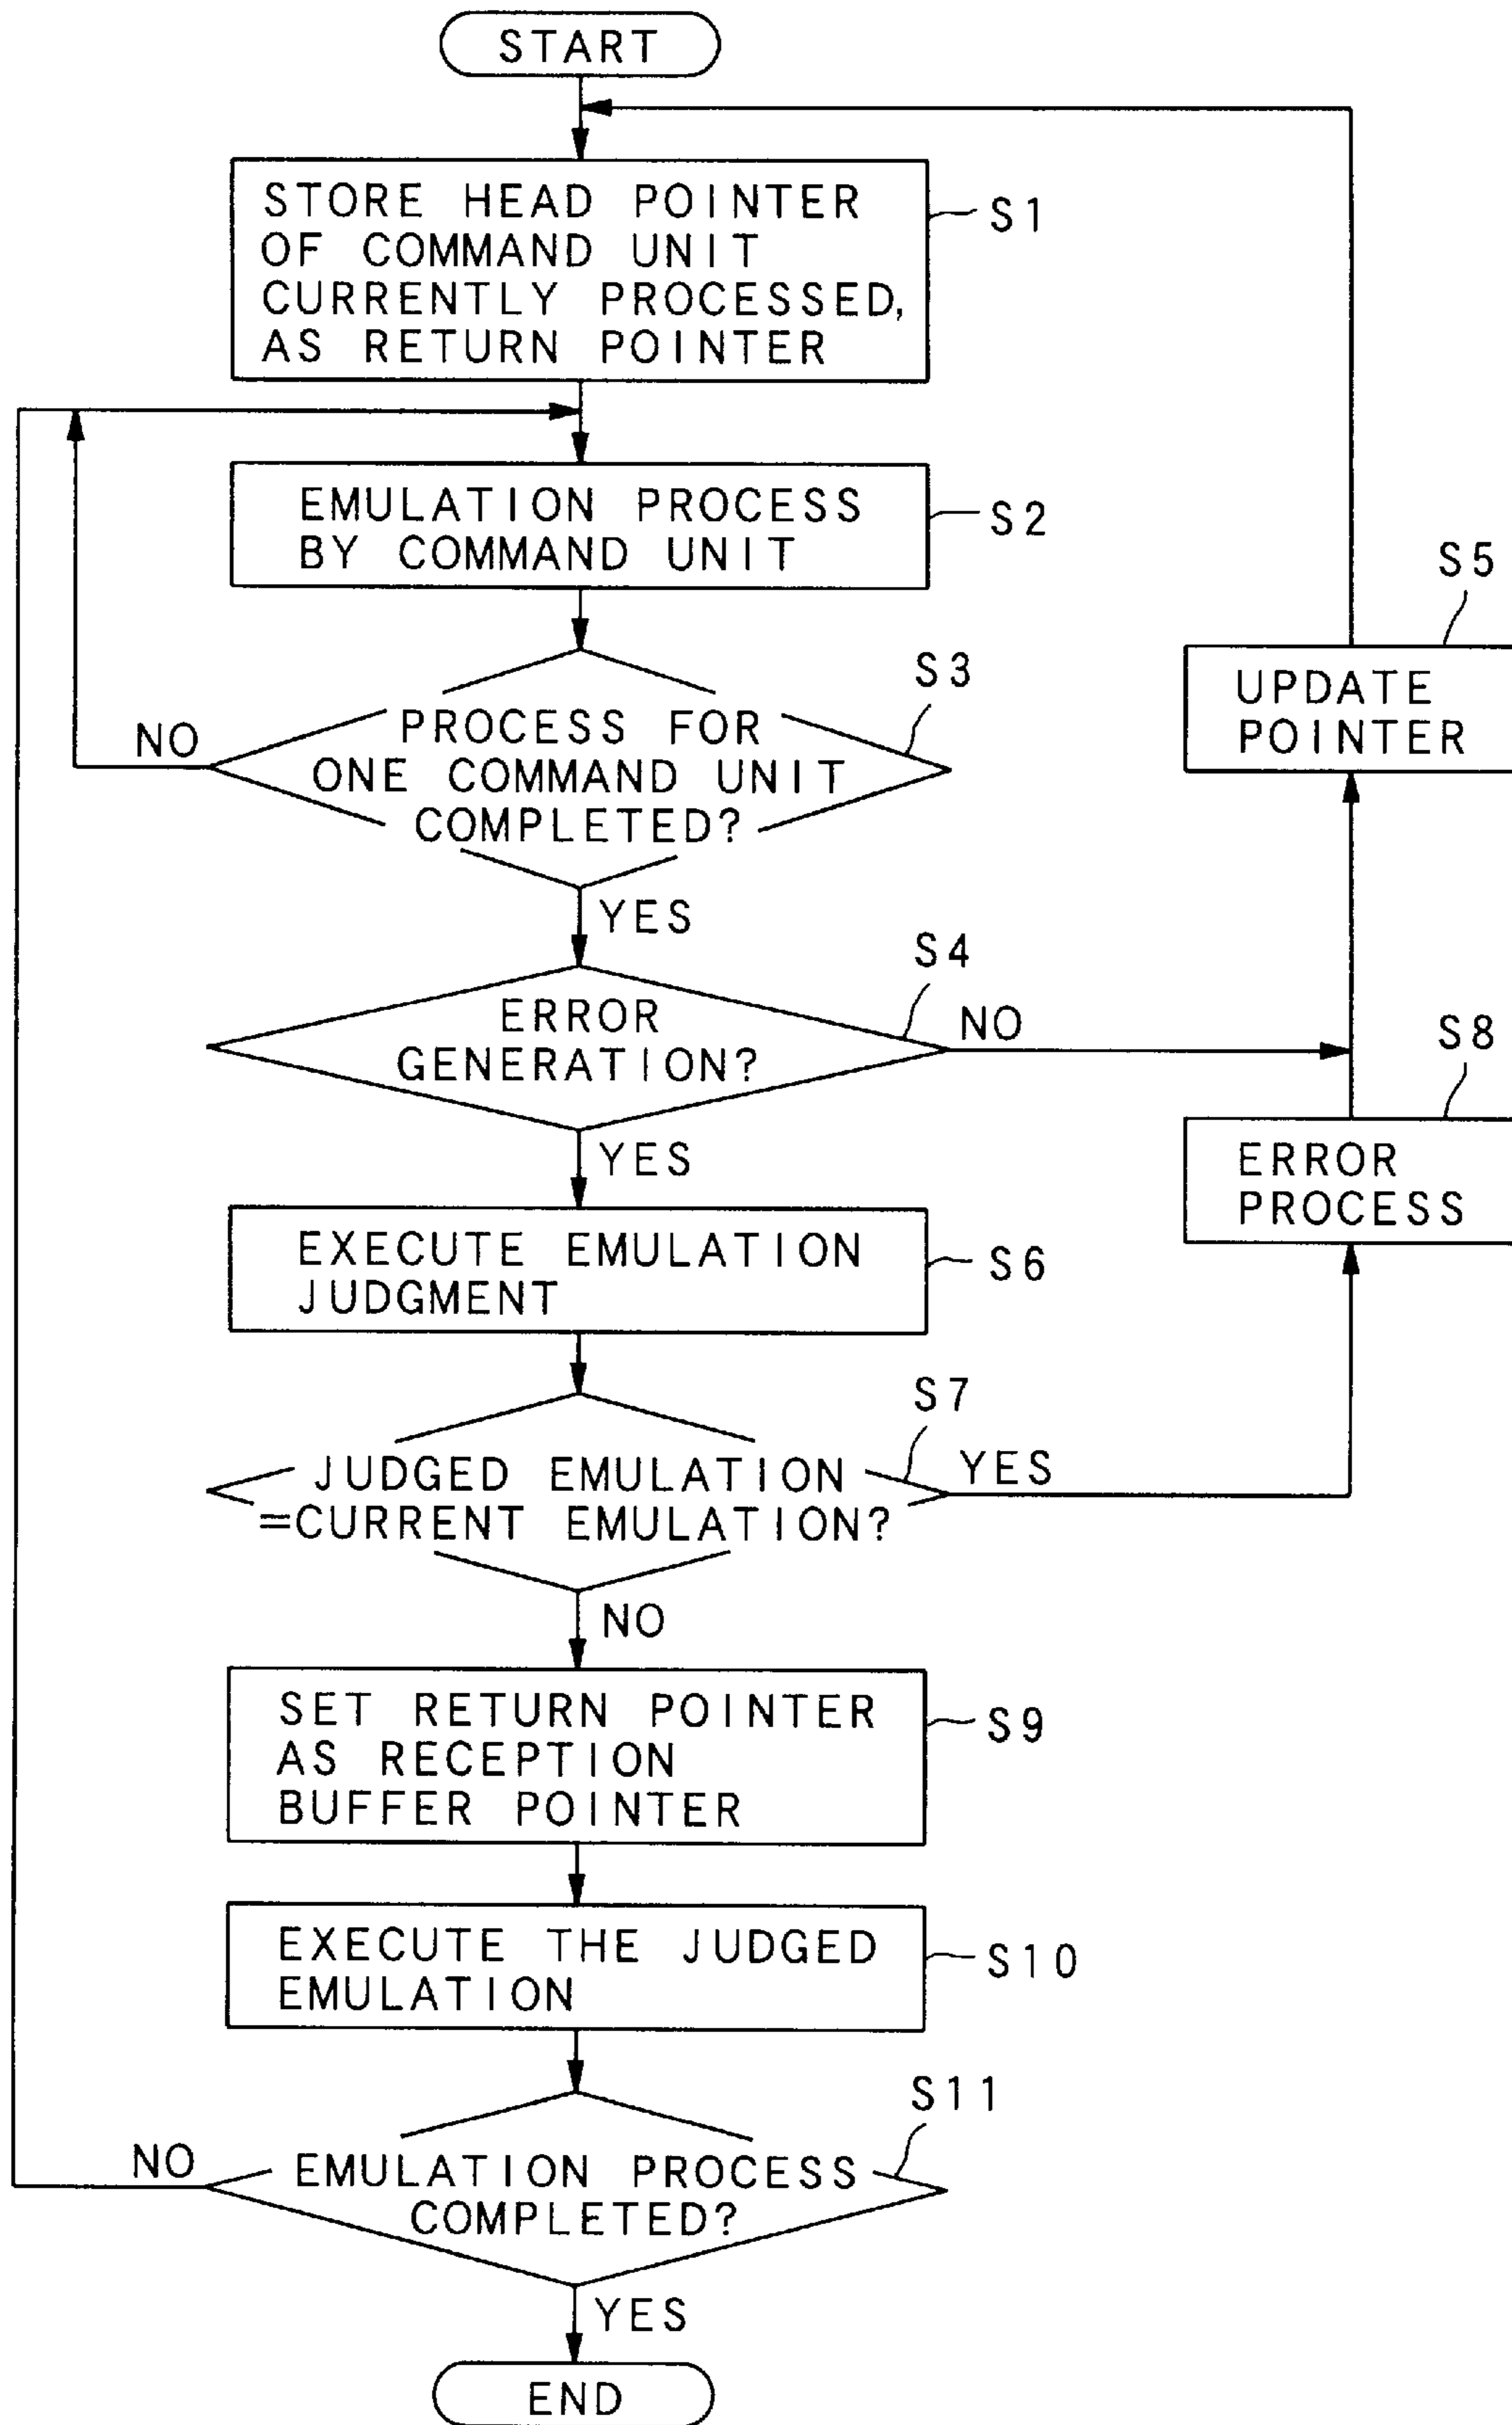 START
STORE HEAD POINTER
OF COMMAND UNIT
CURRENTLY PROCESSED,
AS RETURN POINTER
S1
EMULATION PROCESS
BY COMMAND UNIT
S2
S5
UPDATE
POINTER
S3
PROCESS FOR
ONE COMMAND UNIT
COMPLETED?
NO
YES
S4
ERROR
GENERATION?
NO
YES
S8
ERROR
PROCESS
EXECUTE EMULATION
JUDGMENT
S6
S7
JUDGED EMULATION
=CURRENT EMULATION?
YES
NO
SET RETURN POINTER
AS RECEPTION
BUFFER POINTER
S9
EXECUTE THE JUDGED
EMULATION
S10
S11
NO
EMULATION PROCESS
COMPLETED?
YES
END